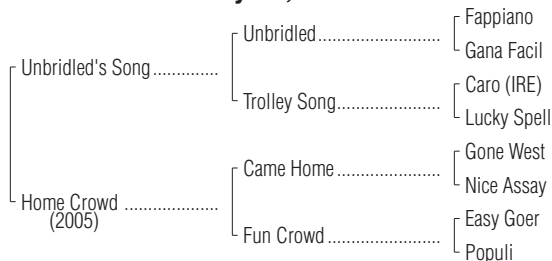 Fappiano
Unbridled....................
Gana Facil
Unbridled's Song..............
Caro (IRE)
Trolley Song.................
Lucky Spell
Gone West
Came Home.................
Nice Assay
Home Crowd ....................
(2005)
Easy Goer
Fun Crowd ....................
Populi